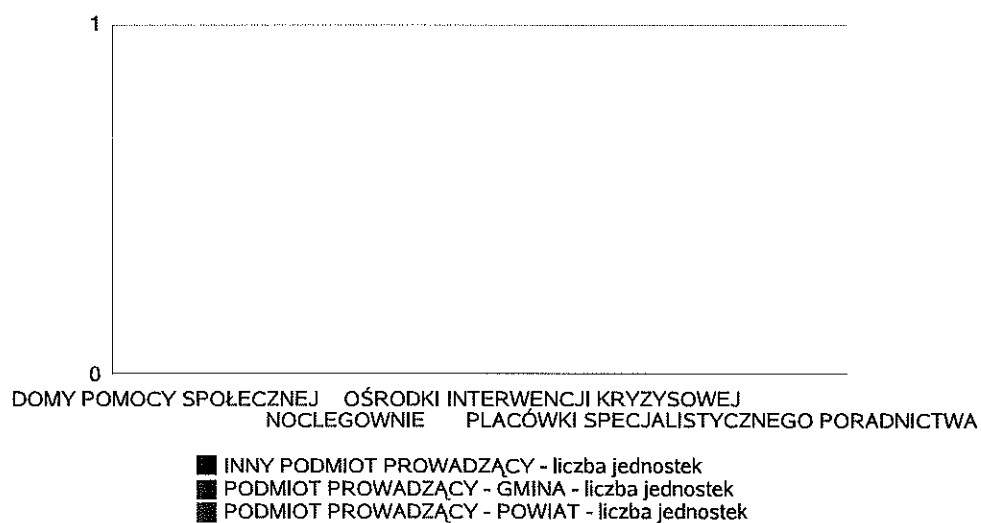 1
0
DOMY POMOCY SPOŁECZNEJ OŚRODKI INTERWENCJI KRYZYSOWEJ
NOCLEGOWNIE PLACÓWKI SPECJALISTYCZNEGO PORADNICTWA
INNY PODMIOT PROWADZĄCY - liczba jednostek
PODMIOT PROWADZĄCY - GMINA - liczba jednostek
PODMIOT PROWADZĄCY - POWIAT - liczba jednostek